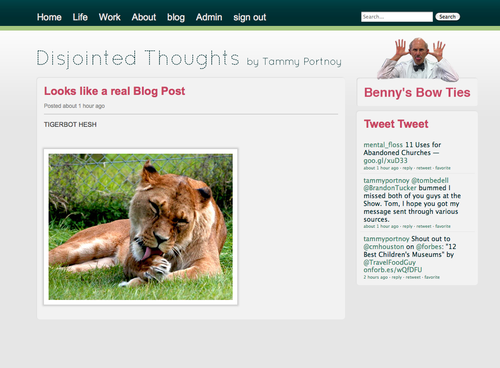 Home Life Work About blog Admin sign out
Search... Search
Disjointed Thoughts by Tammy Portnoy
Looks like a real Blog Post
Posted about 1 hour ago
TIGERBOT HESH
Benny's Bow Ties
Tweet Tweet
mental_floss 11 Uses for
Abandoned Churches —
goo.gl/xuD33
about 1 hour ago · reply · retweet · favorite
tammyportnoy @tombedell
@BrandonTucker bummed I
missed both of you guys at the
Show. Tom, I hope you got my
message sent through various
sources.
about 1 hour ago · reply · retweet · favorite
tammyportnoy Shout out to
@cmhouston on @forbes: "12
Best Children's Museums" by
@TravelFoodGuy
onforb.es/wQfDFU
2 hours ago · reply · retweet · favorite